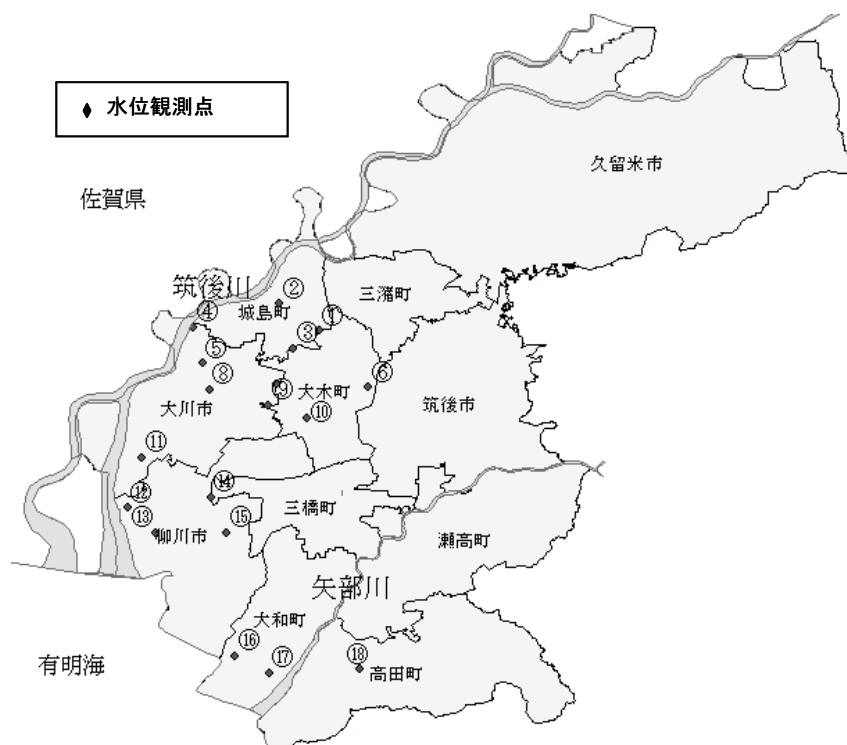 水位観測点
久留米市
佐賀県
筑後川
②
三潴町
④
城島町
①
③
⑤
⑧
⑥
⑨
大木町
大川市
⑩
筑後市
⑪
⑭
⑫
三橋町
⑬
柳川市
⑮
瀬高町
矢部川
大和町
⑯
有明海
⑰
⑱
高田町